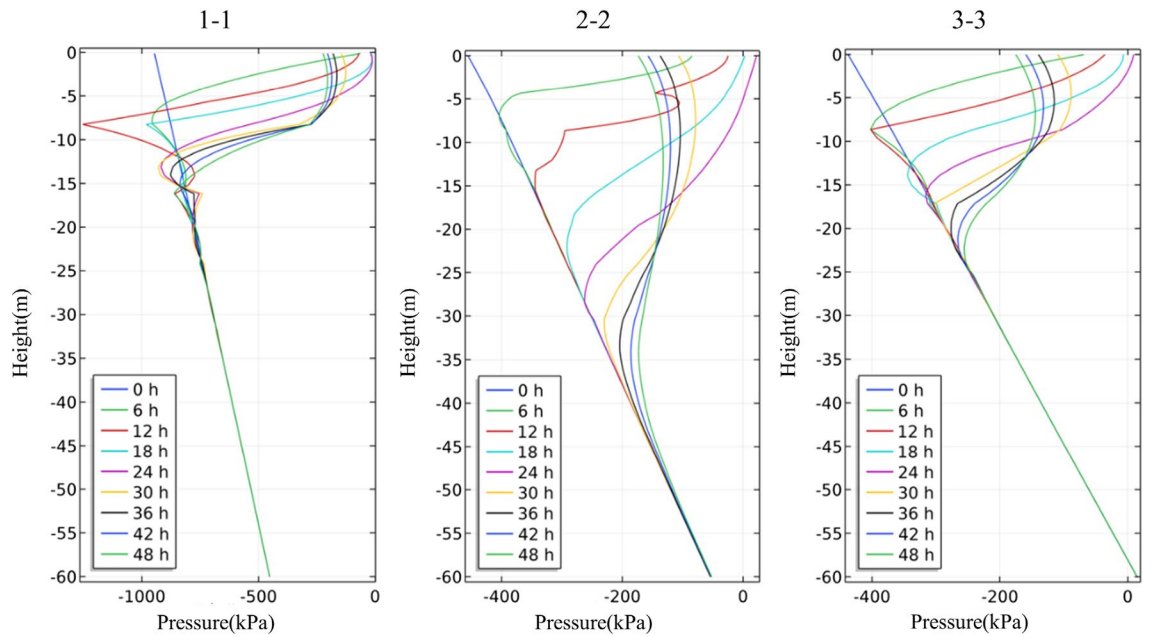 1-1
0
-5
-10
-15
-20
-25
-30
-35
-40
-45
-50
-55
-60
Height(m)
0 h
6 h
12 h
18 h
24 h
30 h
36 h
42 h
48 h
-1000
-500
0
Pressure(kPa)
2-2
0
-5
-10
-15
-20
-25
-30
-35
-40
-45
-50
-55
-60
Height(m)
0 h
6 h
12 h
18 h
24 h
30 h
36 h
42 h
48 h
-400
-200
0
Pressure(kPa)
3-3
0
-5
-10
-15
-20
-25
-30
-35
-40
-45
-50
-55
-60
Height(m)
0 h
6 h
12 h
18 h
24 h
30 h
36 h
42 h
48 h
-400
-200
0
Pressure(kPa)